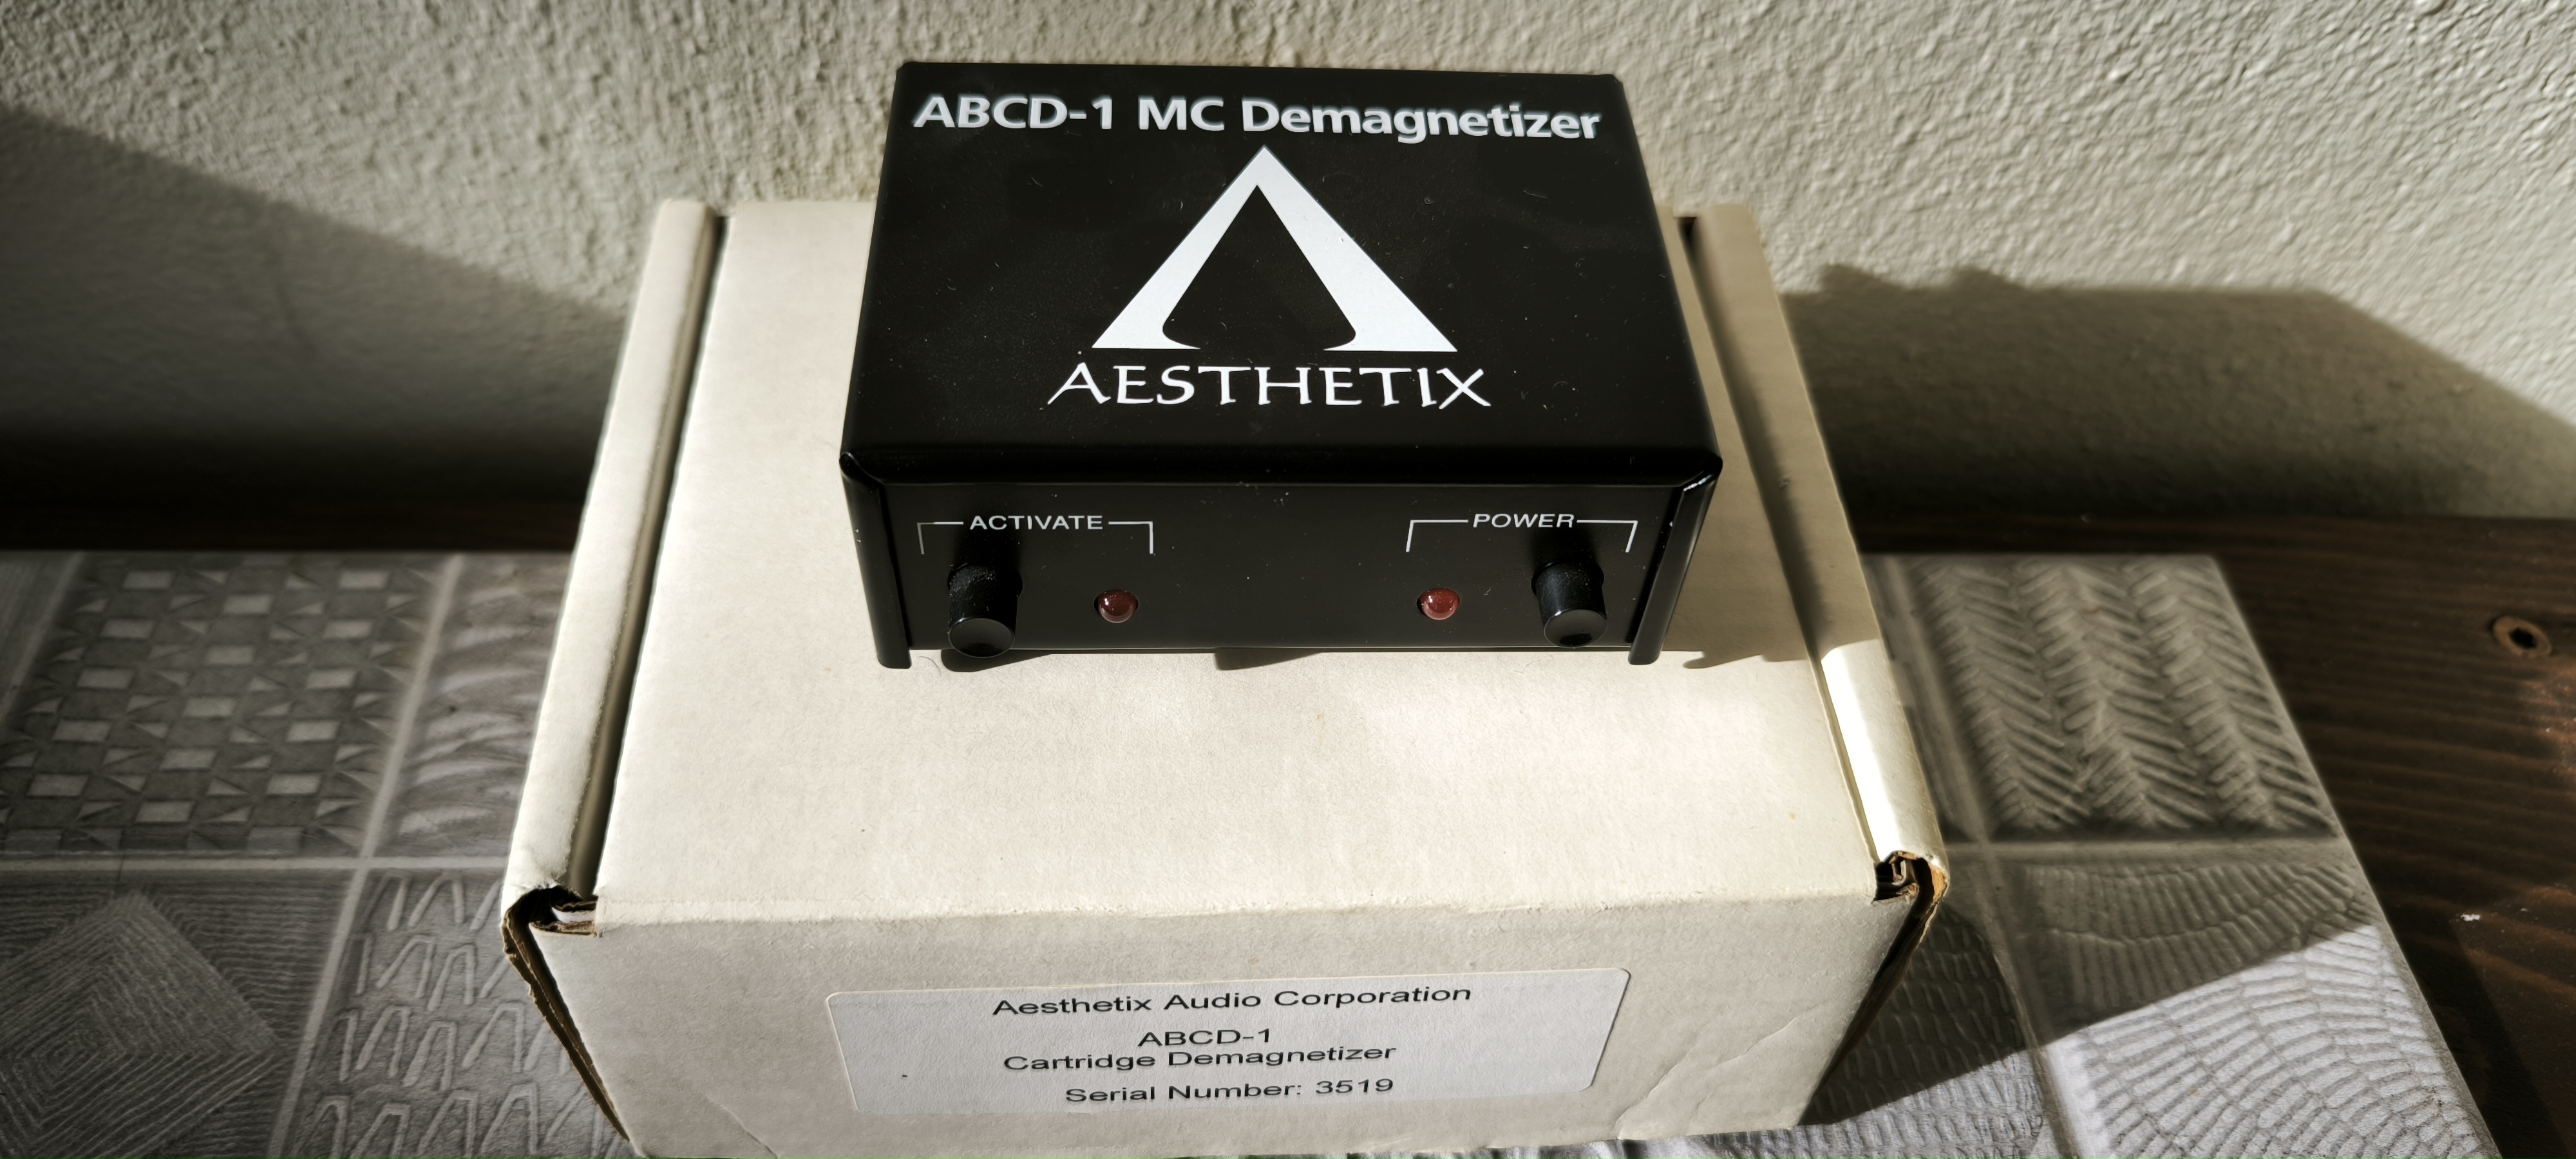 ABCD-1 MC Demagnetizer
AESTHETIX
ACTIVATE
POWER
Aesthetix Audio Corporation
ABCD-1
Cartridge Demagnetizer
Serial Number: 3519